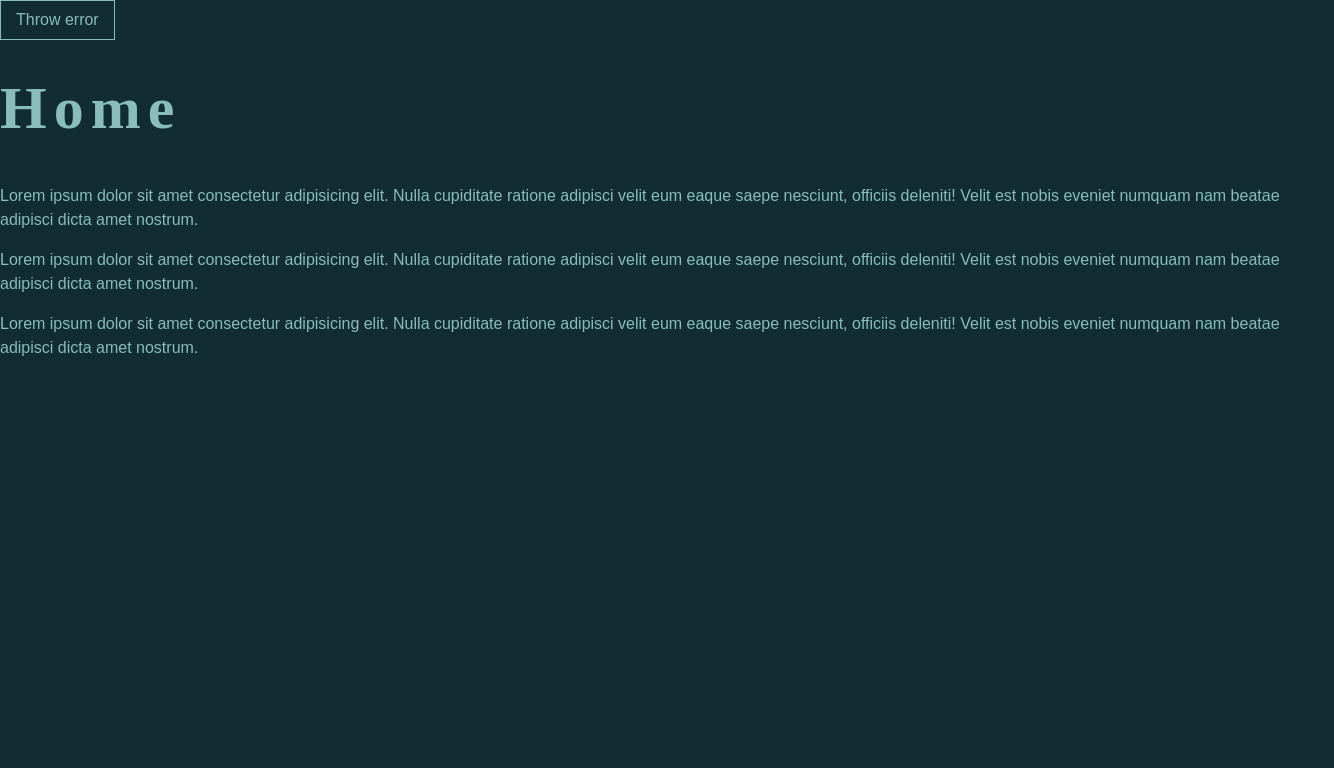 Throw error
Home
Lorem ipsum dolor sit amet consectetur adipisicing elit. Nulla cupiditate ratione adipisci velit eum eaque saepe nesciunt, officiis deleniti! Velit est nobis eveniet numquam nam beatae
adipisci dicta amet nostrum.
Lorem ipsum dolor sit amet consectetur adipisicing elit. Nulla cupiditate ratione adipisci velit eum eaque saepe nesciunt, officiis deleniti! Velit est nobis eveniet numquam nam beatae
adipisci dicta amet nostrum.
Lorem ipsum dolor sit amet consectetur adipisicing elit. Nulla cupiditate ratione adipisci velit eum eaque saepe nesciunt, officiis deleniti! Velit est nobis eveniet numquam nam beatae
adipisci dicta amet nostrum.